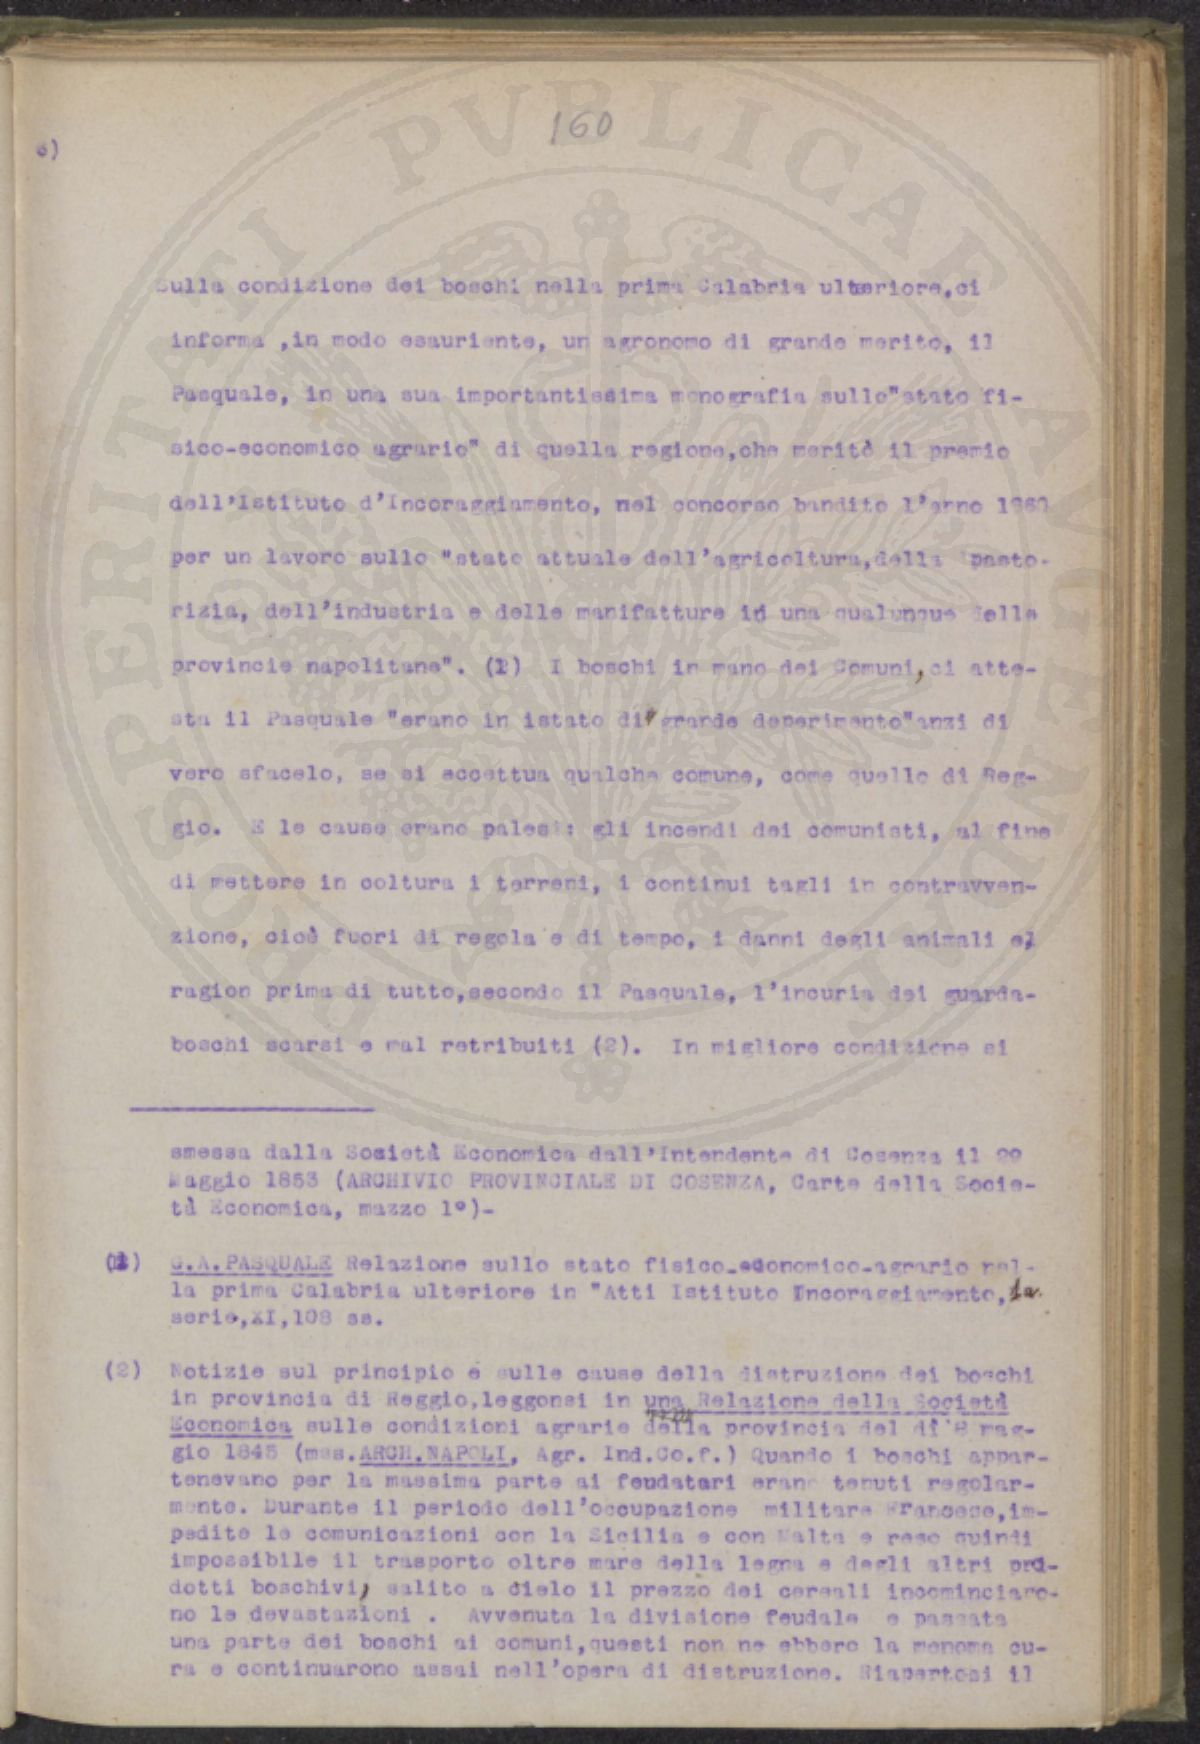 PROSPERITATI PVBLICAE AVGENDAE
160
6)
Sulla condizione dei boschi nella prima Calabria ulteriore,ci
informa ,in modo esauriente, un agronomo di grande merito, il
Pasquale, in una sua importantissima monografia sullo"stato fi-
sico-economico agrario" di quella regione,che meritò il premio
dell'Istituto d'Incoraggiamento, nel concorso bandito l'anno 1860
per un lavoro sullo "stato attuale dell'agricoltura,della pasto-
rizia, dell'industria e delle manifatture in una qualunque delle
provincie napolitane". (1) I boschi in mano dei Comuni,ci atte-
sta il Pasquale "erano in istato di grande deperimento"anzi di
vero sfacelo, se si eccettua qualche comune, come quello di Reg-
gio. E le cause erano palesi: gli incendi dei comunisti, al fine
di mettere in coltura i terreni, i continui tagli in contravven-
zione, cioè fuori di regola e di tempo, i danni degli animali e,
ragion prima di tutto,secondo il Pasquale, l'incuria dei guarda-
boschi scarsi e mal retribuiti (2). In migliore condizione si
smessa dalla Società Economica dall'Intendente di Cosenza il 29
Maggio 1853 (ARCHIVIO PROVINCIALE DI COSENZA, Carte della Socie-
tà Economica, mazzo 1°)-
(1) G.A.PASQUALE Relazione sullo stato fisico-economico-agrario nel-
la prima Calabria ulteriore in "Atti Istituto Incoraggiamento, 1a
serie,XI,108 ss.
(2) Notizie sul principio e sulle cause della distruzione dei boschi
in provincia di Reggio,leggonsi in una Relazione della Società
Economica sulle condizioni agrarie della provincia del dì 8 mag-
gio 1845 (mss.ARCH.NAPOLI, Agr. Ind.Co.f.) Quando i boschi appar-
tenevano per la massima parte ai feudatari erano tenuti regolar-
mente. Durante il periodo dell'occupazione militare Francese,im-
pedite le comunicazioni con la Sicilia e con Malta e reso quindi
impossibile il trasporto oltre mare della legna e degli altri pro-
dotti boschivi, salito a cielo il prezzo dei cereali incominciaro-
no le devastazioni . Avvenuta la divisione feudale e passata
una parte dei boschi ai comuni,questi non ne ebbero la menoma cu-
ra e continuarono assai nell'opera di distruzione. Riapertosi il